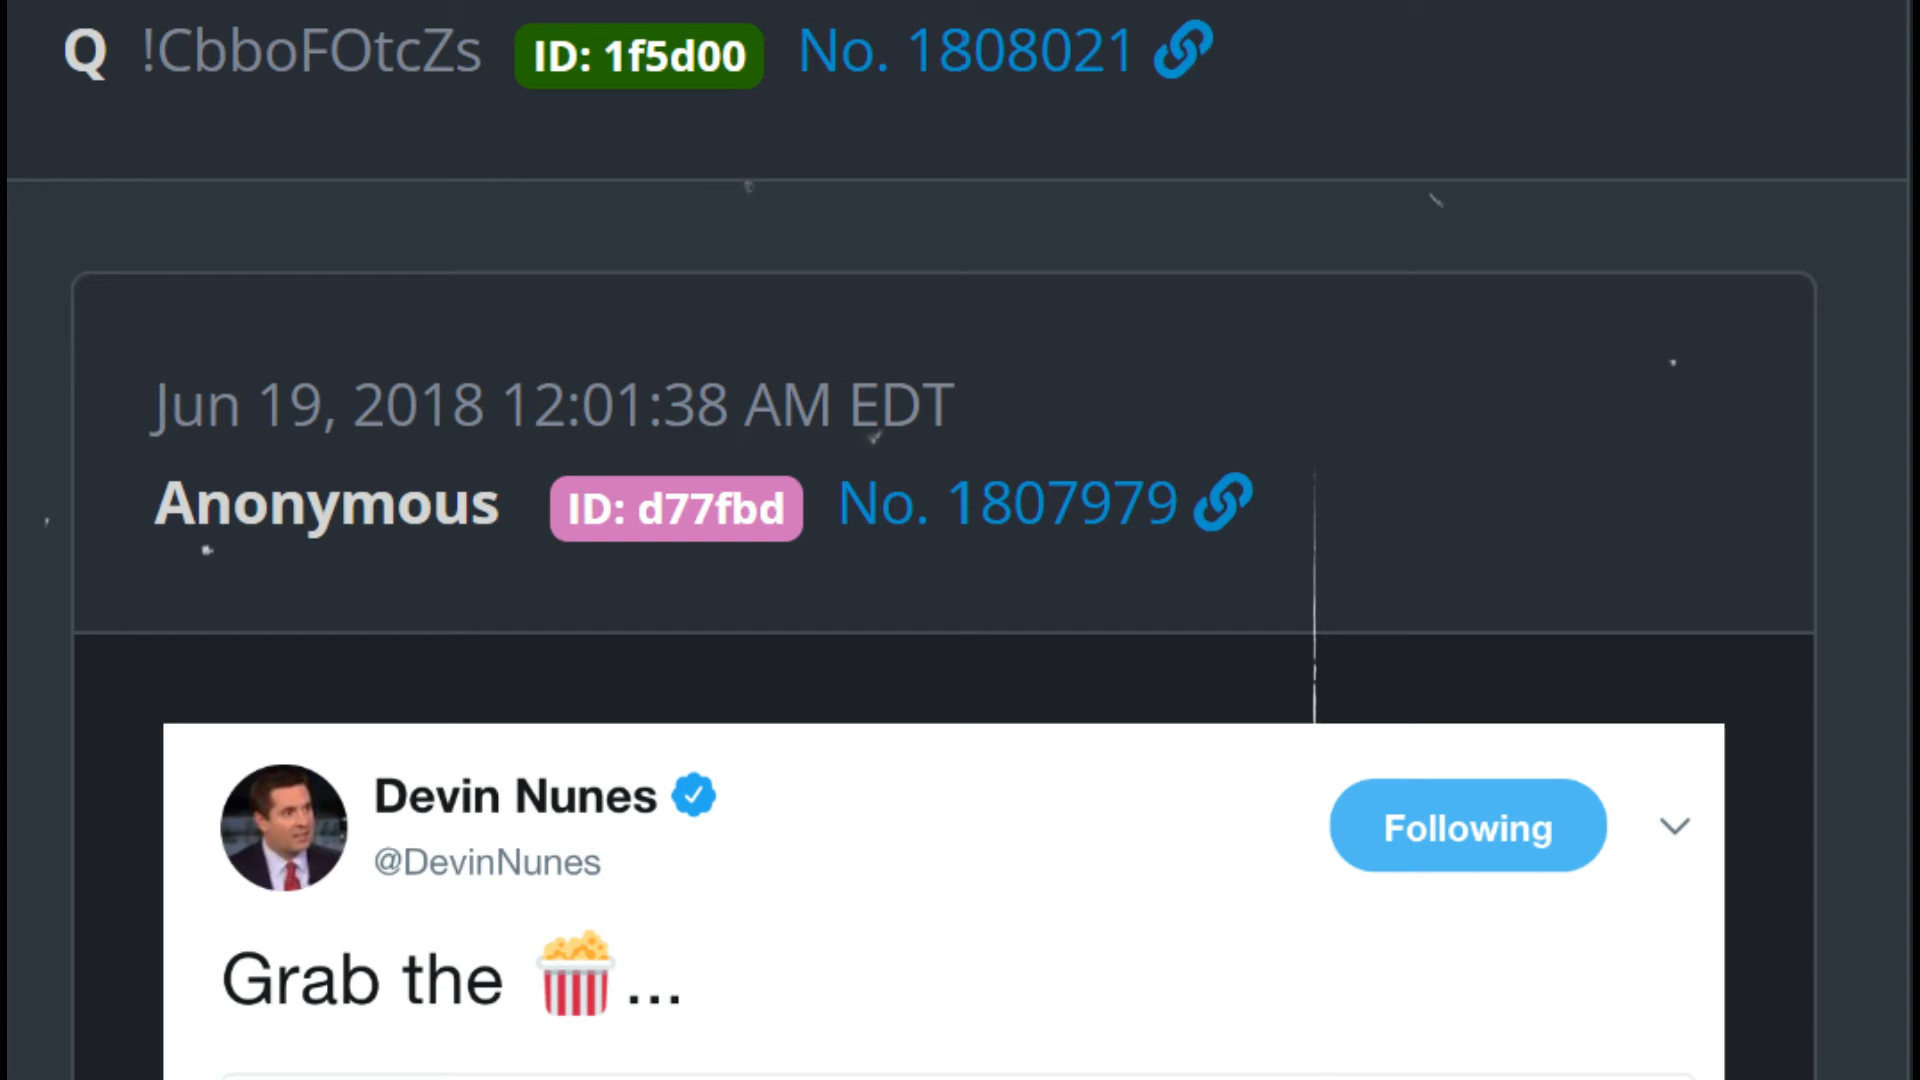 Q !CbboFOtcZs ID: 1f5d00 No. 1808021
Jun 19, 2018 12:01:38 AM EDT
Anonymous ID: d77fbd No. 1807979
Devin Nunes
@DevinNunes
Following
Grab the 🍿...